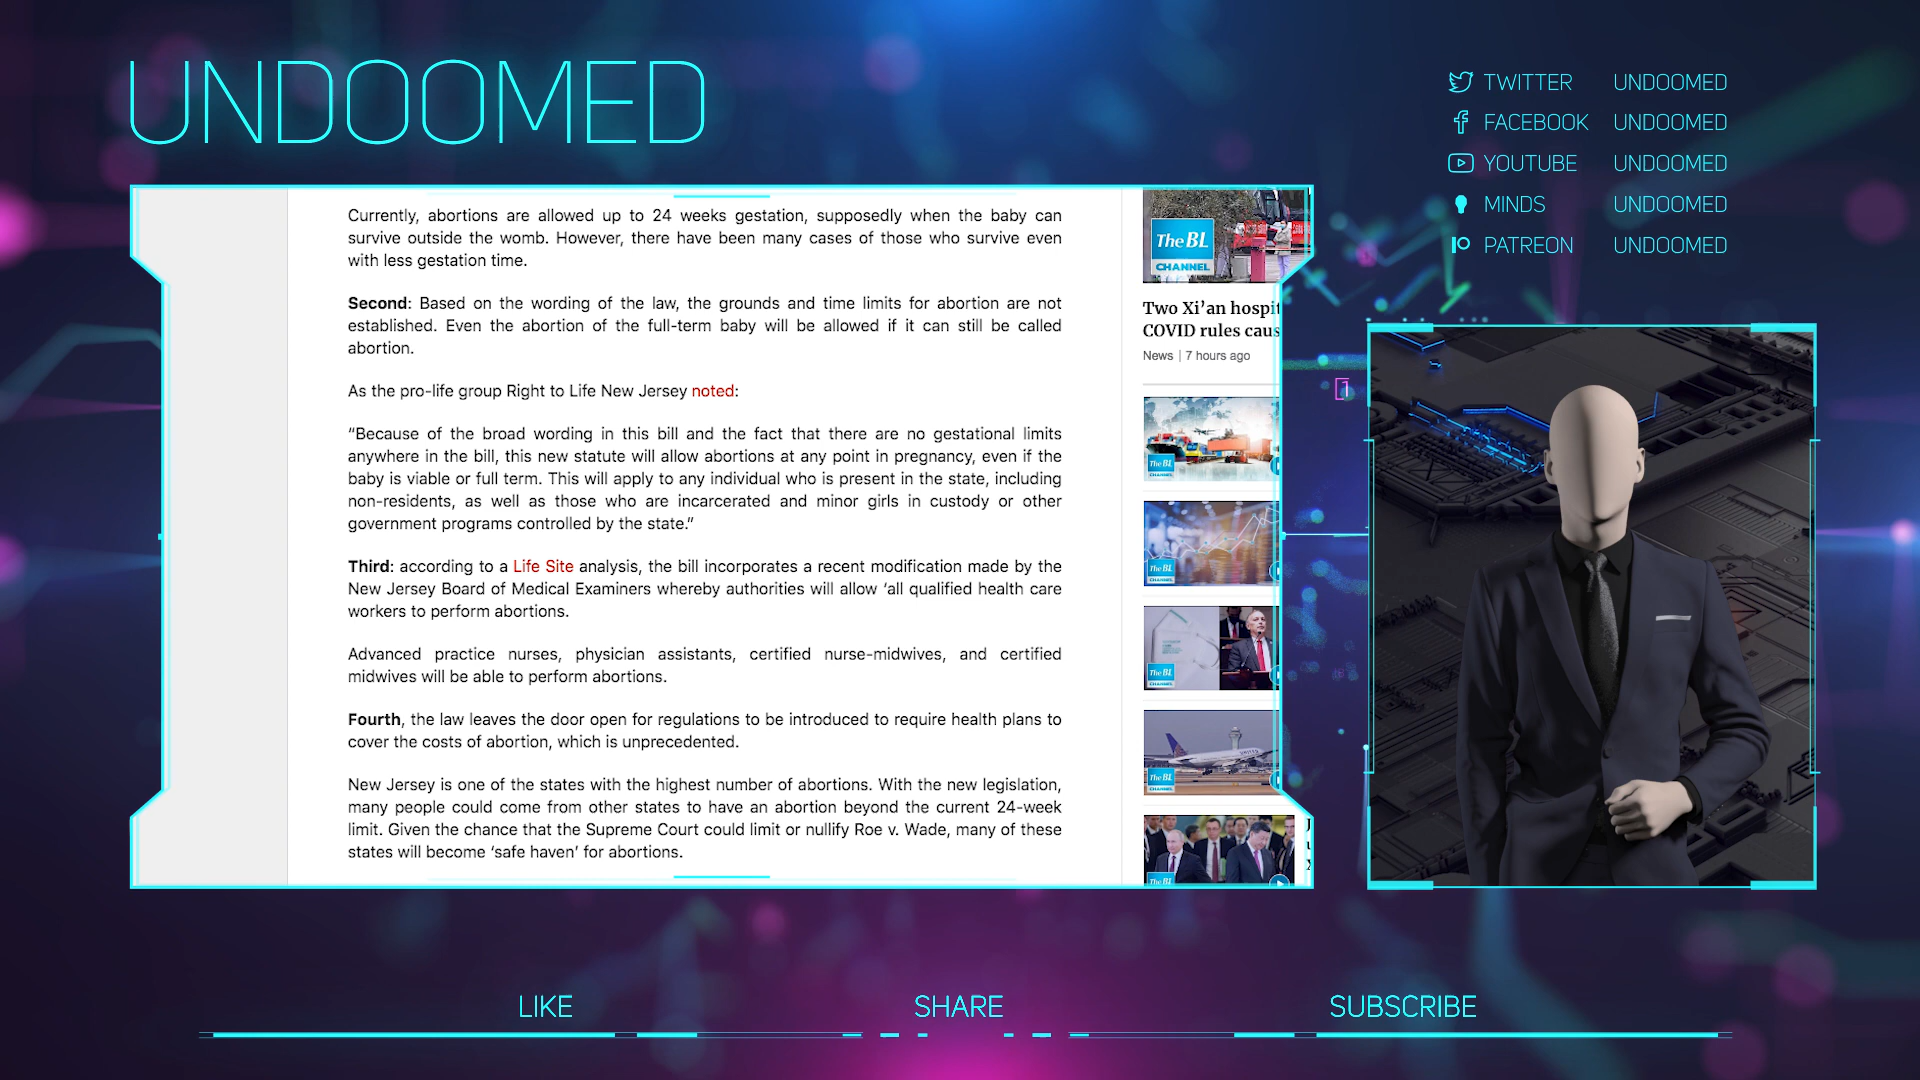 UNDOOMED
TWITTER UNDOOMED
FACEBOOK UNDOOMED
YOUTUBE UNDOOMED
MINDS UNDOOMED
PATREON UNDOOMED
Currently, abortions are allowed up to 24 weeks gestation, supposedly when the baby can
survive outside the womb. However, there have been many cases of those who survive even
with less gestation time.
Second: Based on the wording of the law, the grounds and time limits for abortion are not
established. Even the abortion of the full-term baby will be allowed if it can still be called
abortion.
As the pro-life group Right to Life New Jersey noted:
“Because of the broad wording in this bill and the fact that there are no gestational limits
anywhere in the bill, this new statute will allow abortions at any point in pregnancy, even if the
baby is viable or full term. This will apply to any individual who is present in the state, including
non-residents, as well as those who are incarcerated and minor girls in custody or other
government programs controlled by the state.”
Third: according to a Life Site analysis, the bill incorporates a recent modification made by the
New Jersey Board of Medical Examiners whereby authorities will allow ‘all qualified health care
workers to perform abortions.
Advanced practice nurses, physician assistants, certified nurse-midwives, and certified
midwives will be able to perform abortions.
Fourth, the law leaves the door open for regulations to be introduced to require health plans to
cover the costs of abortion, which is unprecedented.
New Jersey is one of the states with the highest number of abortions. With the new legislation,
many people could come from other states to have an abortion beyond the current 24-week
limit. Given the chance that the Supreme Court could limit or nullify Roe v. Wade, many of these
states will become ‘safe haven’ for abortions.
The BL
CHANNEL
Two Xi’an hospit
COVID rules caus
News | 7 hours ago
The BL
CHANNEL
The BL
CHANNEL
The BL
CHANNEL
The BL
CHANNEL
The BL
LIKE
SHARE
SUBSCRIBE